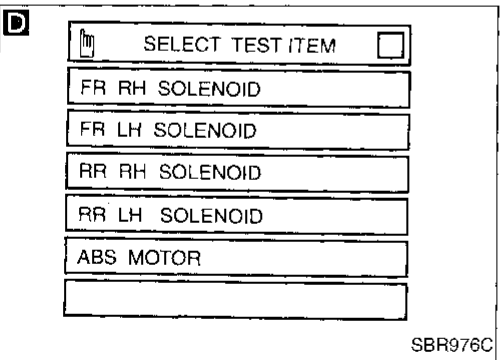 D
SELECT TEST ITEM
FR RH SOLENOID
FR LH SOLENOID
RR RH SOLENOID
RR LH SOLENOID
ABS MOTOR
SBR976C